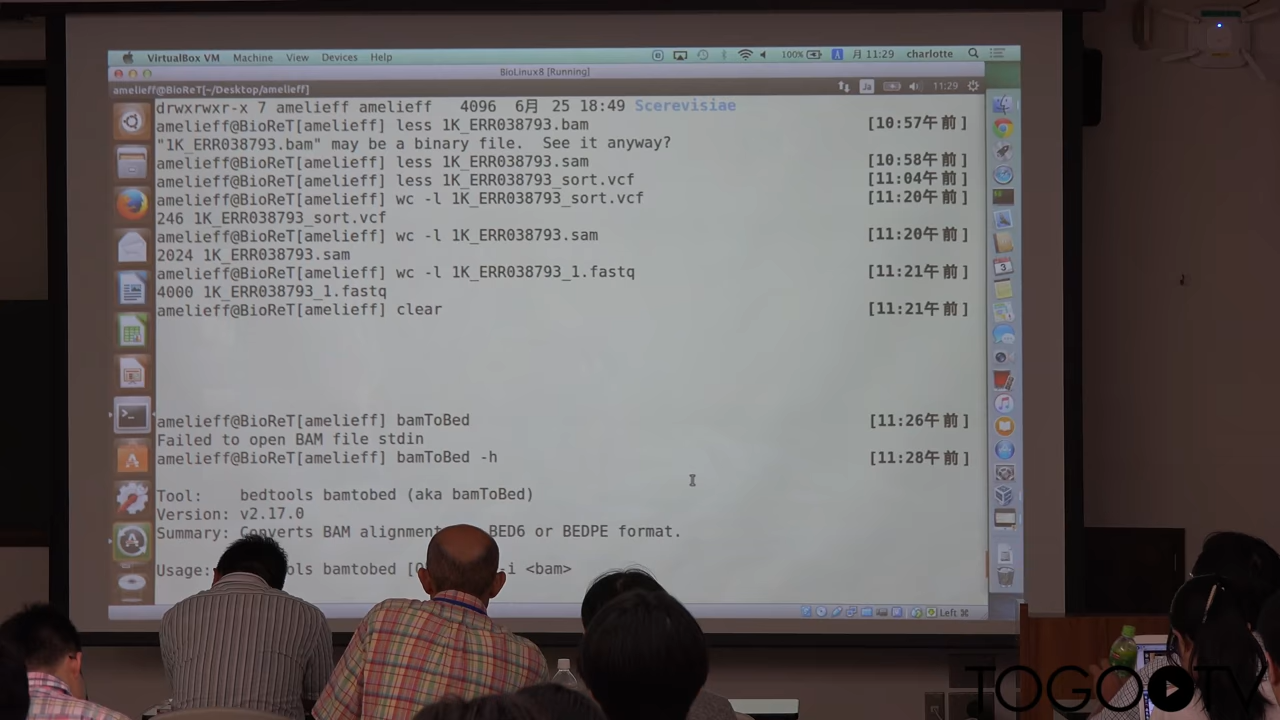 VirtualBox VM Machine View Devices Help 100% A 月 11:29 charlotte
BioLinux8 [Running]
amelieff@BioReT[~/Desktop/amelieff] Ja 11:29
drwxrwxr-x 7 amelieff amelieff 4096 6月 25 18:49 Scerevisiae
amelieff@BioReT[amelieff] less 1K_ERR038793.bam [10:57午前]
"1K_ERR038793.bam" may be a binary file. See it anyway?
amelieff@BioReT[amelieff] less 1K_ERR038793.sam [10:58午前]
amelieff@BioReT[amelieff] less 1K_ERR038793_sort.vcf [11:04午前]
amelieff@BioReT[amelieff] wc -l 1K_ERR038793_sort.vcf [11:20午前]
246 1K_ERR038793_sort.vcf
amelieff@BioReT[amelieff] wc -l 1K_ERR038793.sam [11:20午前]
2024 1K_ERR038793.sam
amelieff@BioReT[amelieff] wc -l 1K_ERR038793_1.fastq [11:21午前]
4000 1K_ERR038793_1.fastq
amelieff@BioReT[amelieff] clear [11:21午前]
amelieff@BioReT[amelieff] bamToBed [11:26午前]
Failed to open BAM file stdin
amelieff@BioReT[amelieff] bamToBed -h [11:28午前]
Tool: bedtools bamtobed (aka bamToBed)
Version: v2.17.0
Summary: Converts BAM alignment BED6 or BEDPE format.
Usage: ools bamtobed [O -i <bam>
Left ⌘
TOGO TV